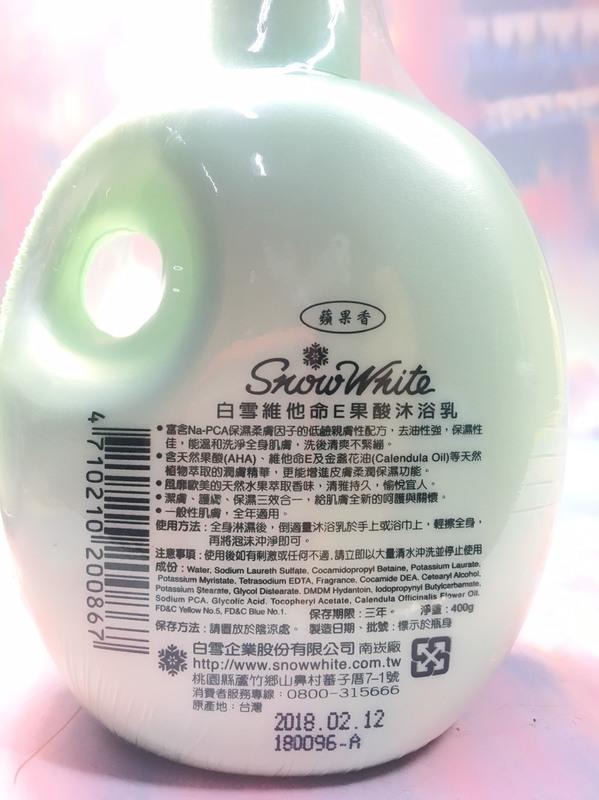 蘋果香
Snow White
白雪維他命E果酸沐浴乳
•富含Na-PCA保濕柔膚因子的低鹼親膚性配方，去油性強，保濕性
佳，能溫和洗淨全身肌膚，洗後清爽不緊繃。
•含天然果酸(AHA)、維他命E及金盞花油(Calendula Oil)等天然
植物萃取的潤膚精華，更能增進皮膚柔潤保濕功能。
•風靡歐美的天然水果萃取香味，清雅持久，愉悅宜人。
•潔膚、護膚、保濕三效合一，給肌膚全新的呵護與關懷。
•一般性肌膚，全年適用。
使用方法：全身淋濕後，倒適量沐浴乳於手上或浴巾上，輕擦全身，
再將泡沫沖淨即可。
注意事項：使用後如有刺激或任何不適，請立即以大量清水沖洗並停止使用
成份：Water, Sodium Laureth Sulfate, Cocamidopropyl Betaine, Potassium Laurate,
Potassium Myristate, Tetrasodium EDTA, Fragrance, Cocamide DEA, Cetearyl Alcohol,
Potassium Stearate, Glycol Distearate, DMDM Hydantoin, Iodopropynyl Butylcarbamate,
Sodium PCA, Glycolic Acid, Tocopheryl Acetate, Calendula Officinalis Flower Oil,
FD&C Yellow No.5, FD&C Blue No.1. 保存期限：三年。 淨重：400g
保存方法：請置放於陰涼處。 製造日期、批號：標示於瓶身
白雪企業股份有限公司 南崁廠
http://www.snowwhite.com.tw
桃園縣蘆竹鄉山鼻村蕃子厝7-1號
消費者服務專線：0800-315666
原產地：台灣
2018.02.12
180096-A
4 710210 200867